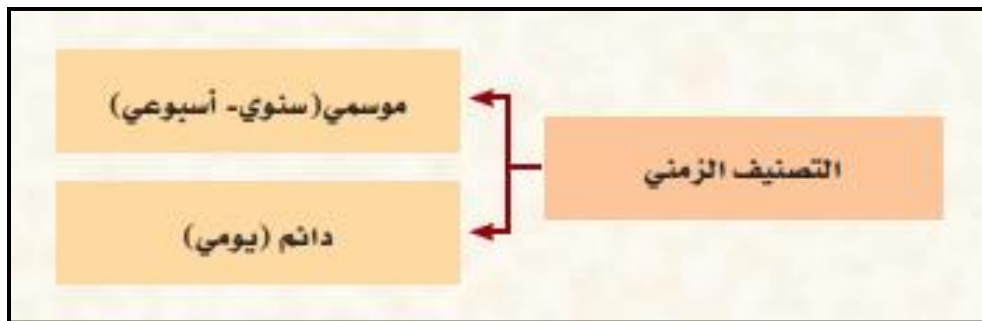 التصنيف الزمني
موسمي(سنوي- أسبوعي)
دائم (يومي)